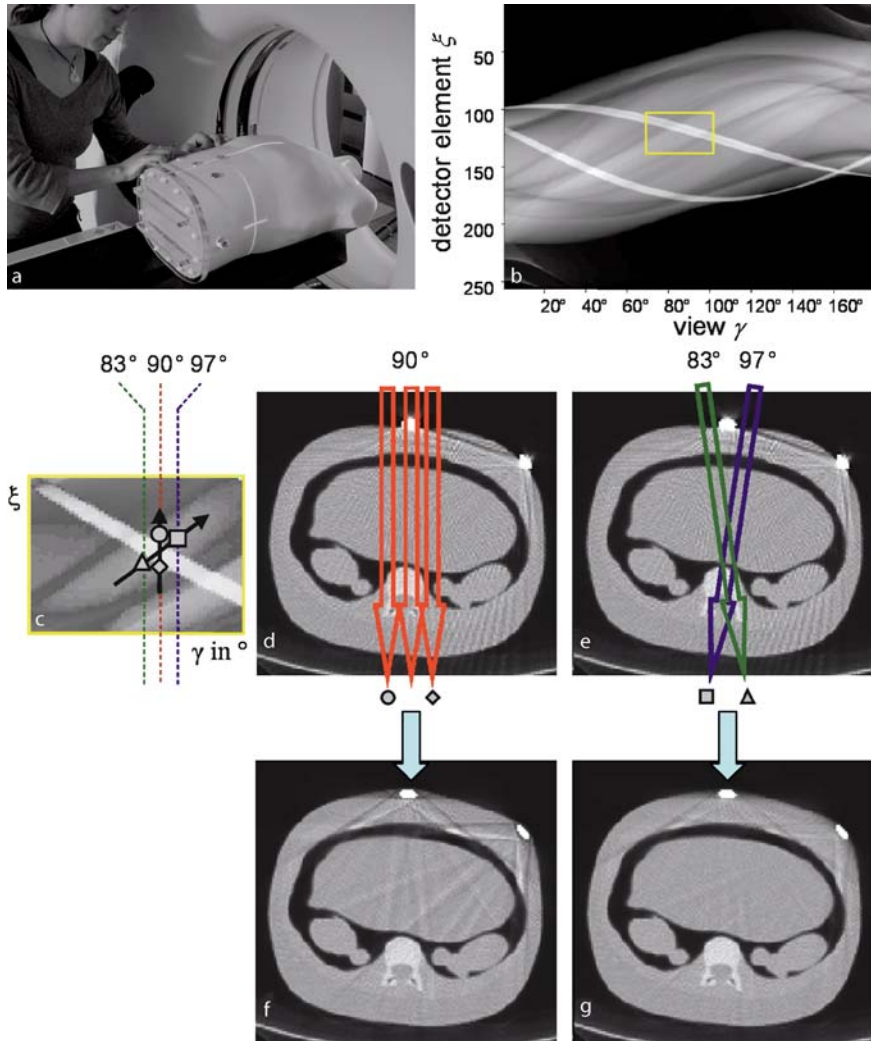 a
detector element ξ
50
100
150
200
250
b
20° 40° 60° 80° 100° 120° 140° 160°
view γ
83° 90° 97°
ξ
c
γ in °
90°
d
83° 97°
e
f
g